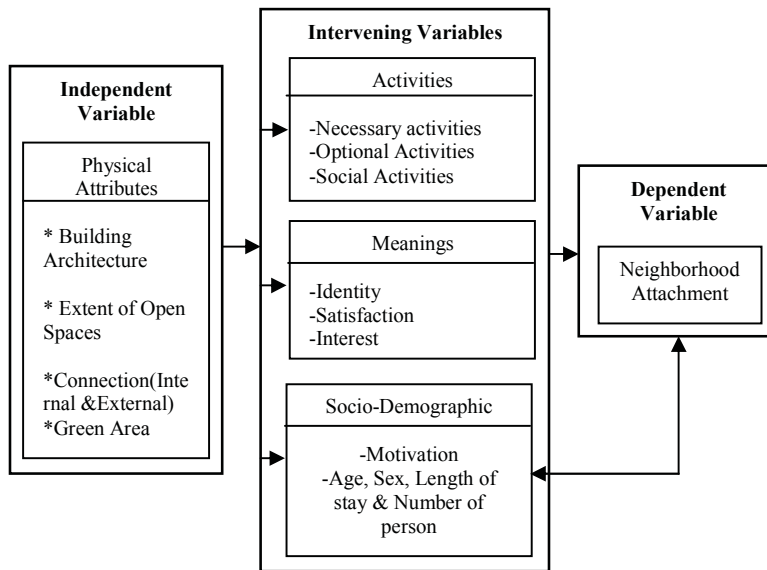 Independent
Variable
Physical
Attributes
* Building
Architecture
* Extent of Open
Spaces
*Connection(Inte
rnal &External)
*Green Area
Intervening Variables
Activities
-Necessary activities
-Optional Activities
-Social Activities
Meanings
-Identity
-Satisfaction
-Interest
Socio-Demographic
-Motivation
-Age, Sex, Length of
stay & Number of
person
Dependent
Variable
Neighborhood
Attachment